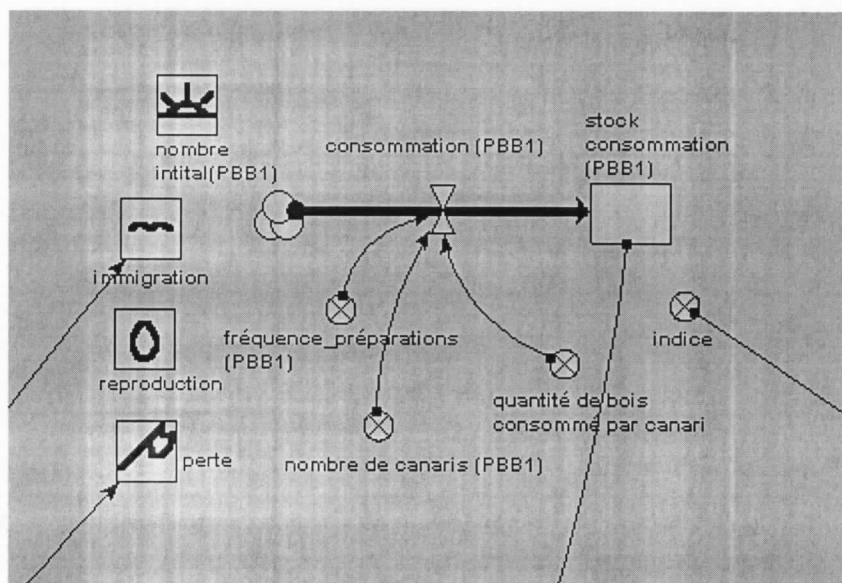 nombre
intital(PBB1)
consommation (PBB1)
stock
consommation
(PBB1)
immigration
fréquence_préparations
(PBB1)
indice
reproduction
quantité de bois
consommé par canari
perte
nombre de canaris (PBB1)